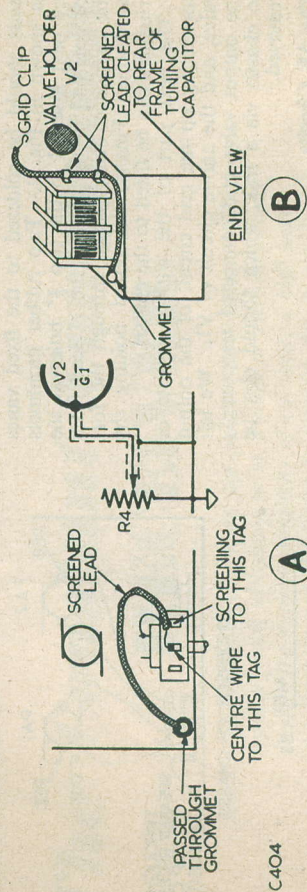 SCREENED
LEAD
PASSED
THROUGH
GROMMET
CENTRE WIRE
TO THIS TAG
SCREENING
TO THIS TAG
A
C404
R4
V2
G1
GRID CLIP
VALVEHOLDER
V2
SCREENED
LEAD CLEATED
TO REAR
FRAME OF
TUNING
CAPACITOR
GROMMET
END VIEW
B